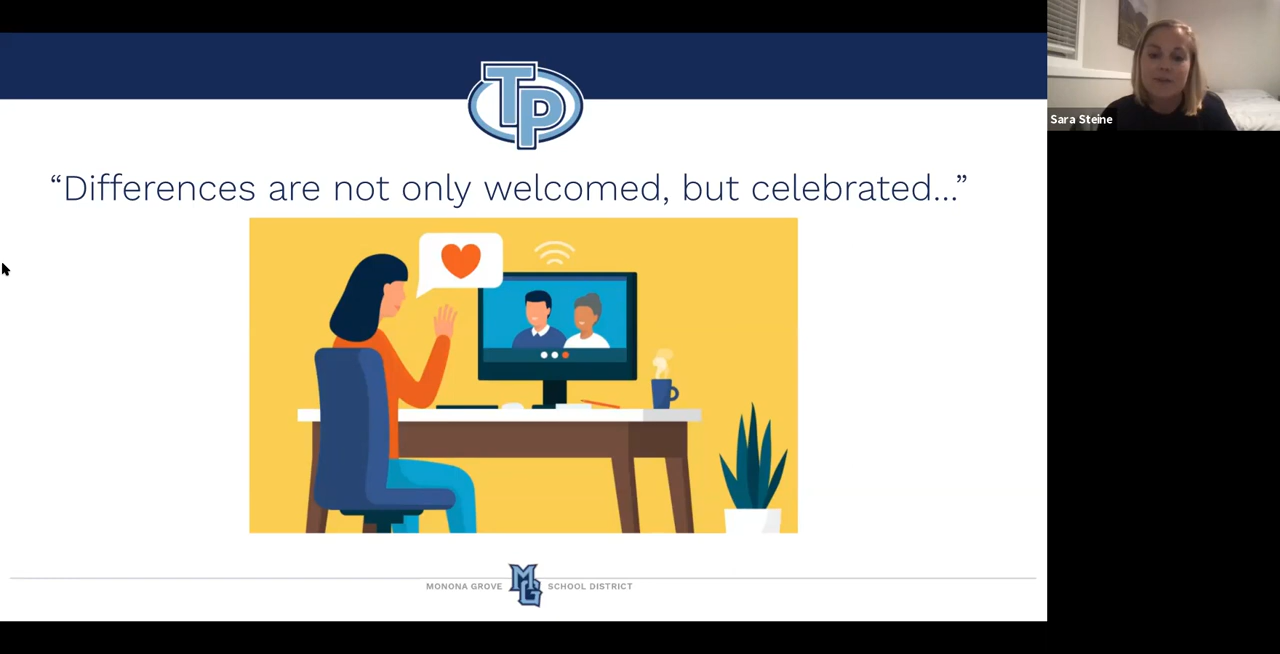 TP
Sara Steine
“Differences are not only welcomed, but celebrated...”
MONONA GROVE MG SCHOOL DISTRICT